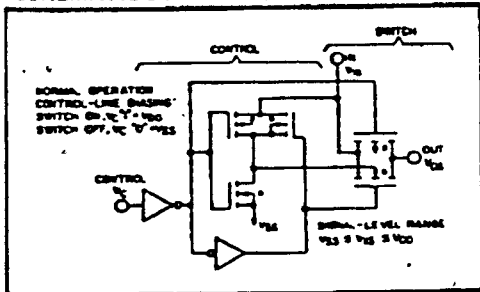 SWITCH
CONTROL
IN
VIS
NORMAL OPERATION
CONTROL-LINE BIASING
SWITCH ON, VC "1" = VDD
SWITCH OFF, VC "0" = VSS
OUT
VOS
CONTROL
VC
VSS
SIGNAL-LEVEL RANGE
VSS ≤ VIS ≤ VDD